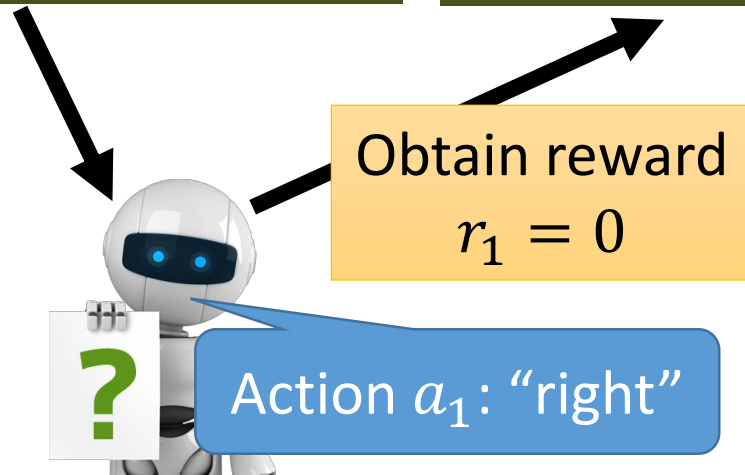 Obtain reward
𝑟₁ = 0
?
Action 𝑎₁: “right”